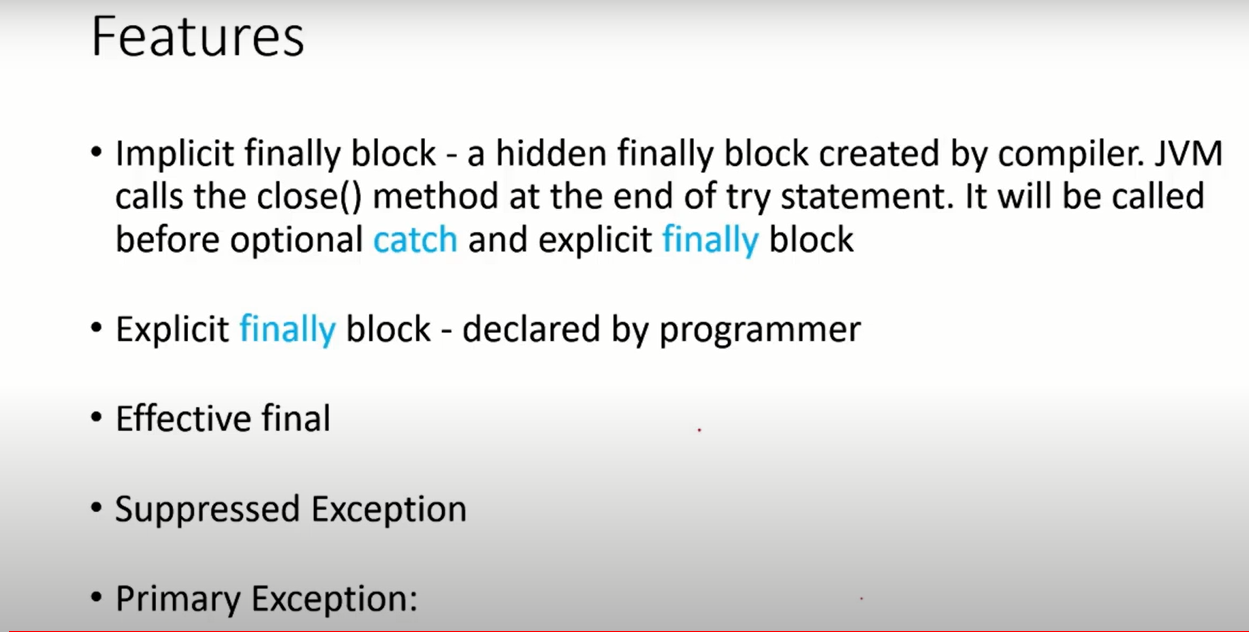 Features
• Implicit finally block - a hidden finally block created by compiler. JVM
calls the close() method at the end of try statement. It will be called
before optional catch and explicit finally block
• Explicit finally block - declared by programmer
• Effective final
• Suppressed Exception
• Primary Exception: